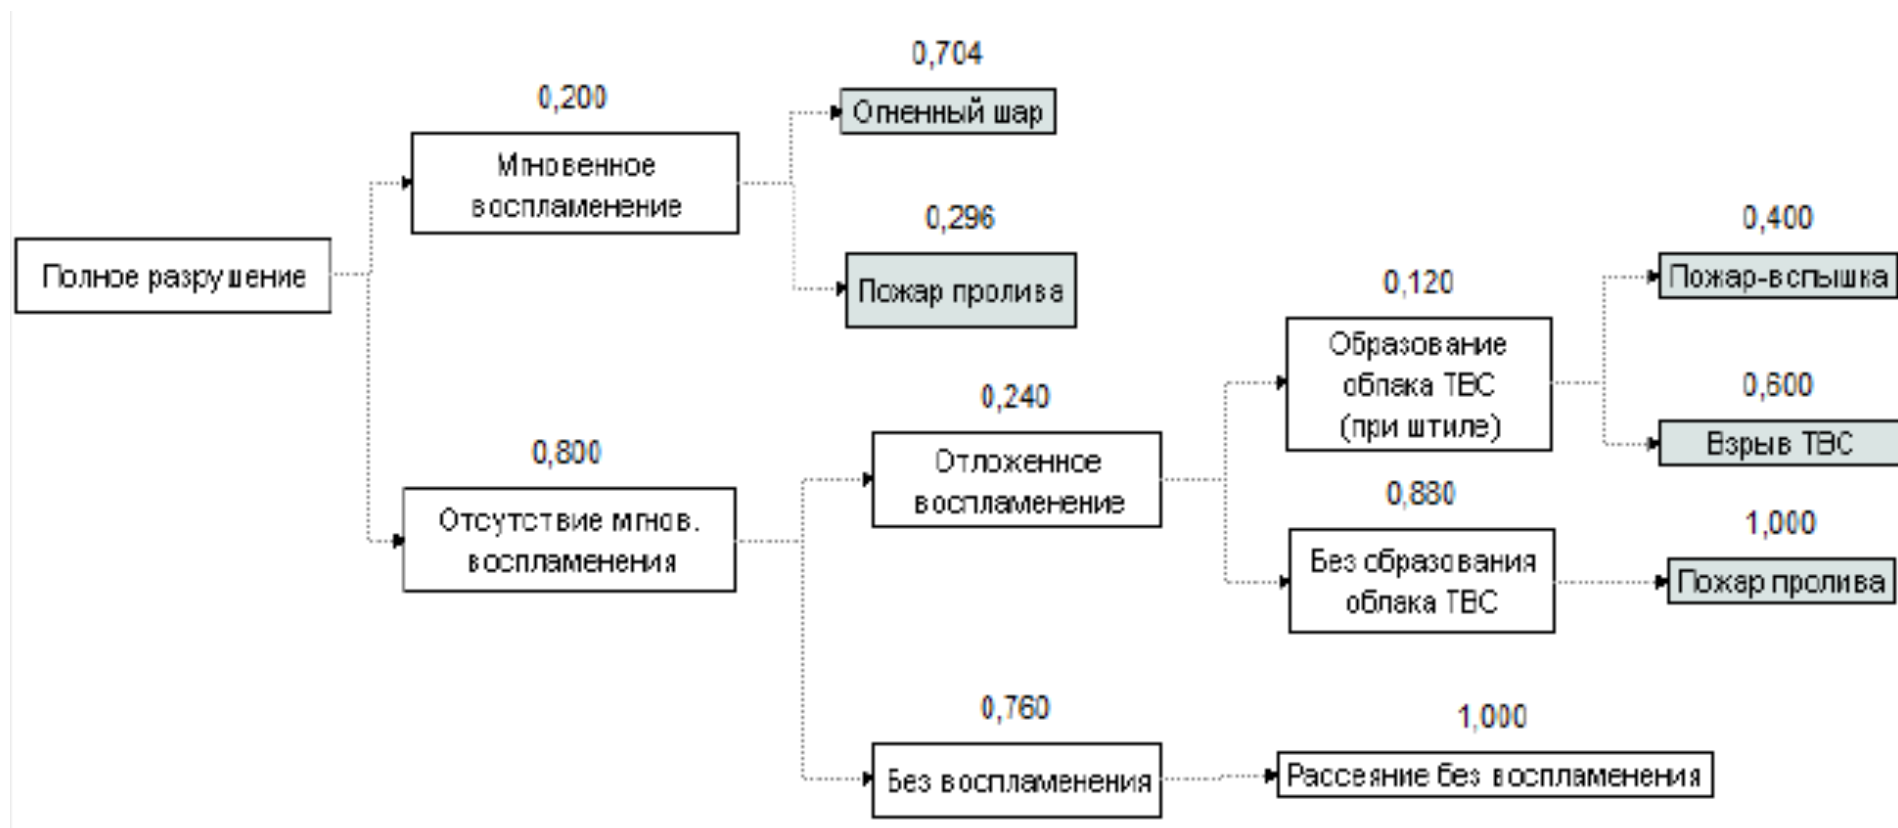 0,704
0,200
Огненный шар
Мгновенное
воспламенение
0,296
0,400
Полное разрушение
Пожар пролива
0,120
Пожар-вспышка
Образование
облака ТВС
(при штиле)
0,240
0,600
0,800
Отложенное
воспламенение
Взрыв ТВС
0,880
Отсутствие мгнов.
воспламенения
1,000
Без образования
облака ТВС
Пожар пролива
0,760
1,000
Без воспламенения
Рассеяние без воспламенения